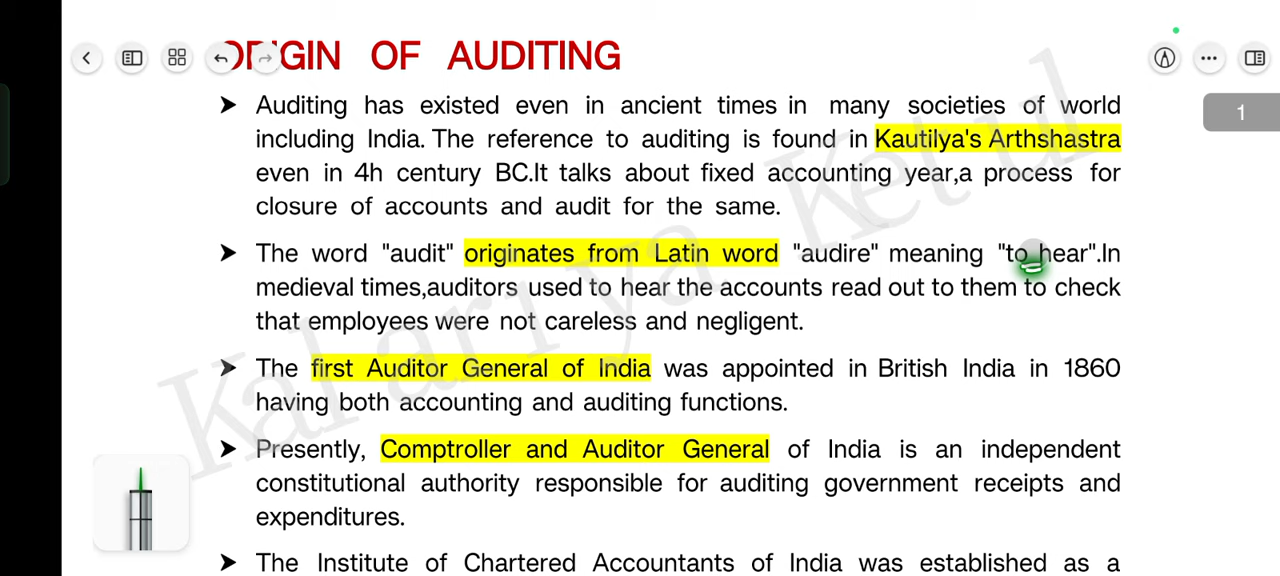 ORIGIN OF AUDITING
➤ Auditing has existed even in ancient times in many societies of world
including India. The reference to auditing is found in Kautilya's Arthshastra
even in 4h century BC.It talks about fixed accounting year,a process for
closure of accounts and audit for the same.
➤ The word "audit" originates from Latin word "audire" meaning "to hear".In
medieval times,auditors used to hear the accounts read out to them to check
that employees were not careless and negligent.
➤ The first Auditor General of India was appointed in British India in 1860
having both accounting and auditing functions.
➤ Presently, Comptroller and Auditor General of India is an independent
constitutional authority responsible for auditing government receipts and
expenditures.
➤ The Institute of Chartered Accountants of India was established as a
1
Kalariya Ketul